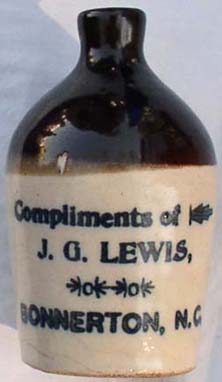 Compliments of
J. G. LEWIS,
BONNERTON, N.C.